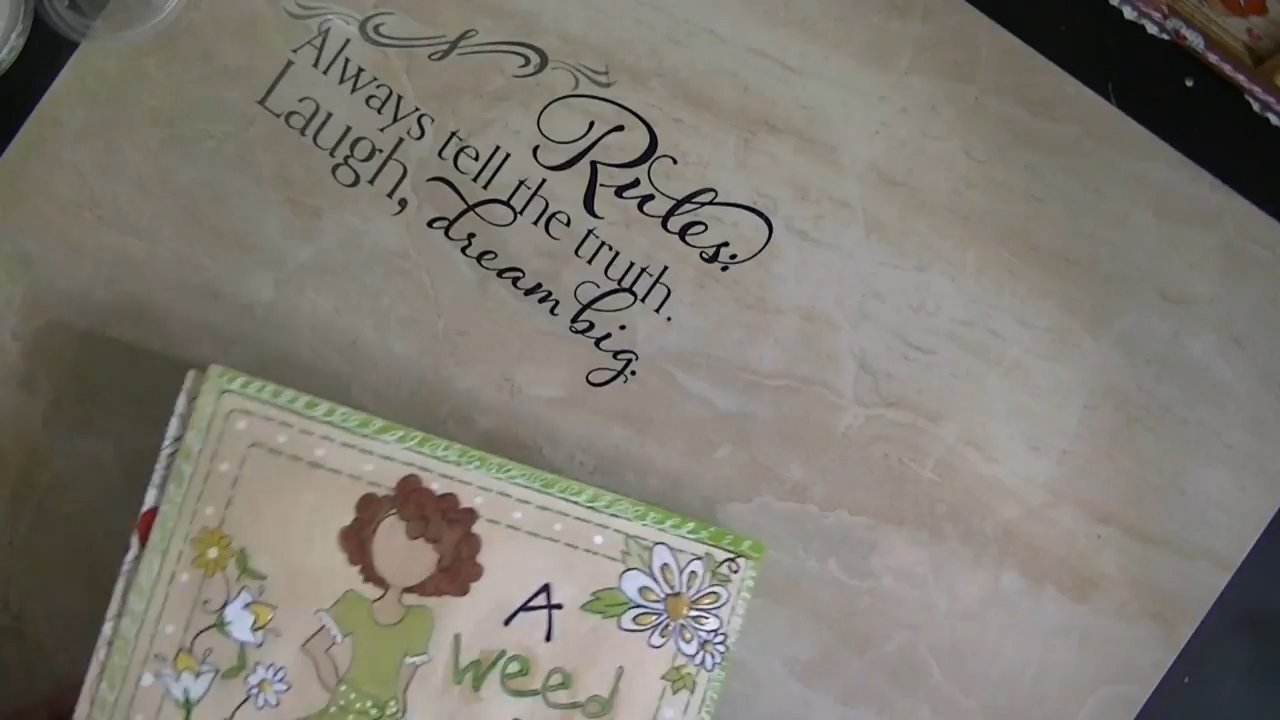 Rules:
Always tell the truth.
Laugh, dream big.
A
weed